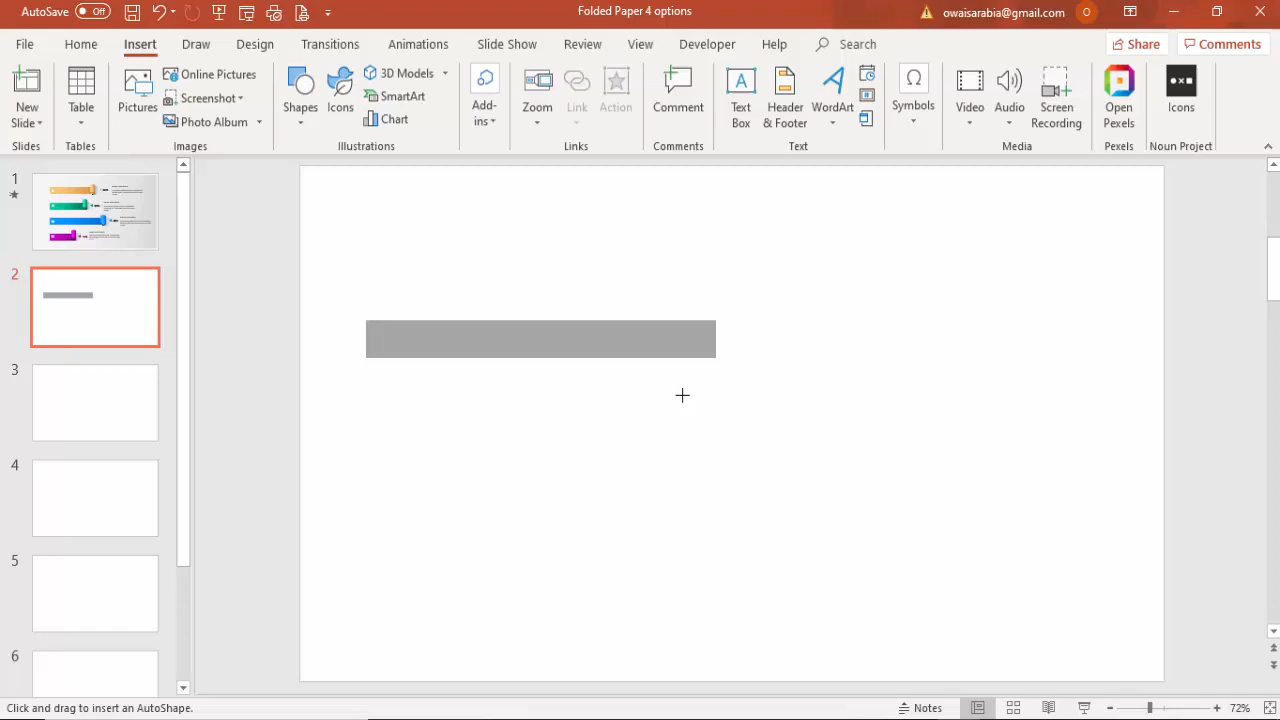 AutoSave Off
Folded Paper 4 options
owaisarabia@gmail.com O
File Home Insert Draw Design Transitions Animations Slide Show Review View Developer Help Search
Share Comments
New Slide
Table
Pictures
Online Pictures
Screenshot
Photo Album
Shapes
Icons
3D Models
SmartArt
Chart
Add-ins
Zoom
Link
Action
Comment
Text Box
Header & Footer
WordArt
Symbols
Video
Audio
Screen Recording
Open Pexels
Icons
Slides Tables Images Illustrations Links Comments Text Media Pexels Noun Project
1
2
3
4
5
6
Click and drag to insert an AutoShape.
Notes
72%